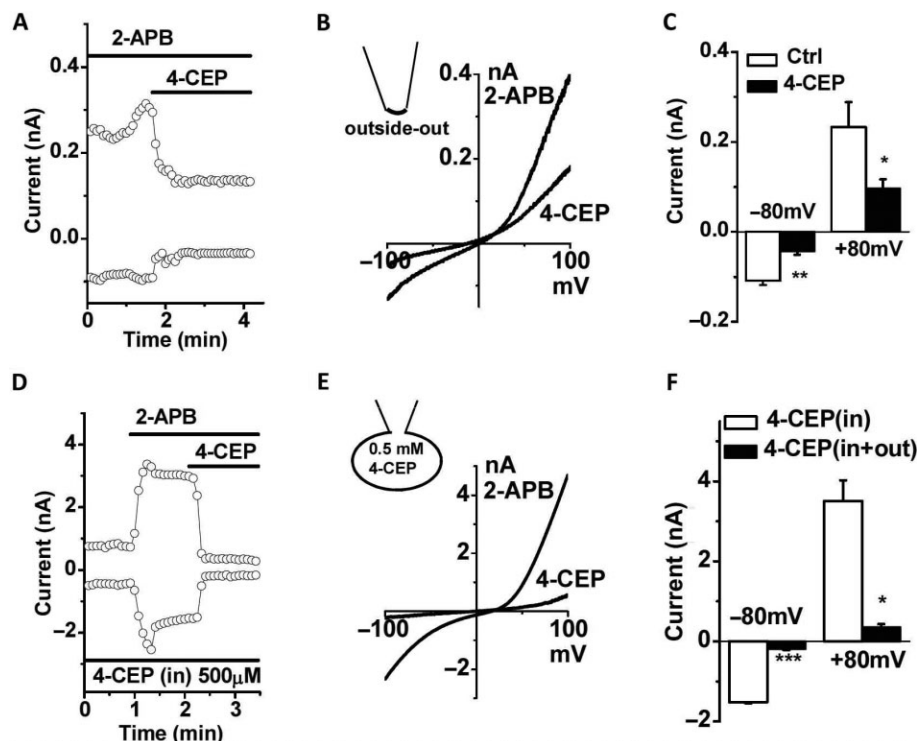 A
2-APB
4-CEP
0.4
0.2
0.0
Current (nA)
0 2 4
Time (min)
B
outside-out
nA
0.4
2-APB
0.2
4-CEP
−100
100
mV
C
Ctrl
4-CEP
0.2
0.0
−0.2
Current (nA)
−80mV
+80mV
*
**
D
2-APB
4-CEP
4
2
0
−2
Current (nA)
4-CEP (in) 500µM
0 1 2 3
Time (min)
E
0.5 mM
4-CEP
nA
2-APB
4
2
4-CEP
−100
100
mV
−2
F
4-CEP(in)
4-CEP(in+out)
4
2
0
−2
Current (nA)
−80mV
+80mV
*
***